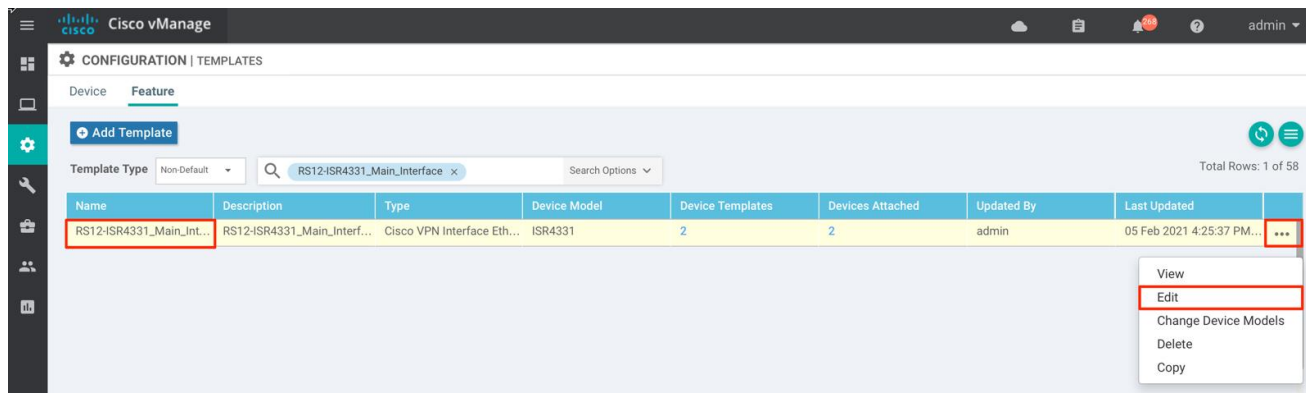 cisco Cisco vManage 268 admin
CONFIGURATION | TEMPLATES
Device Feature
Add Template
Template Type Non-Default RS12-ISR4331_Main_Interface x Search Options Total Rows: 1 of 58
Name Description Type Device Model Device Templates Devices Attached Updated By Last Updated
RS12-ISR4331_Main_Int... RS12-ISR4331_Main_Interf... Cisco VPN Interface Eth... ISR4331 2 2 admin 05 Feb 2021 4:25:37 PM... ...
View
Edit
Change Device Models
Delete
Copy